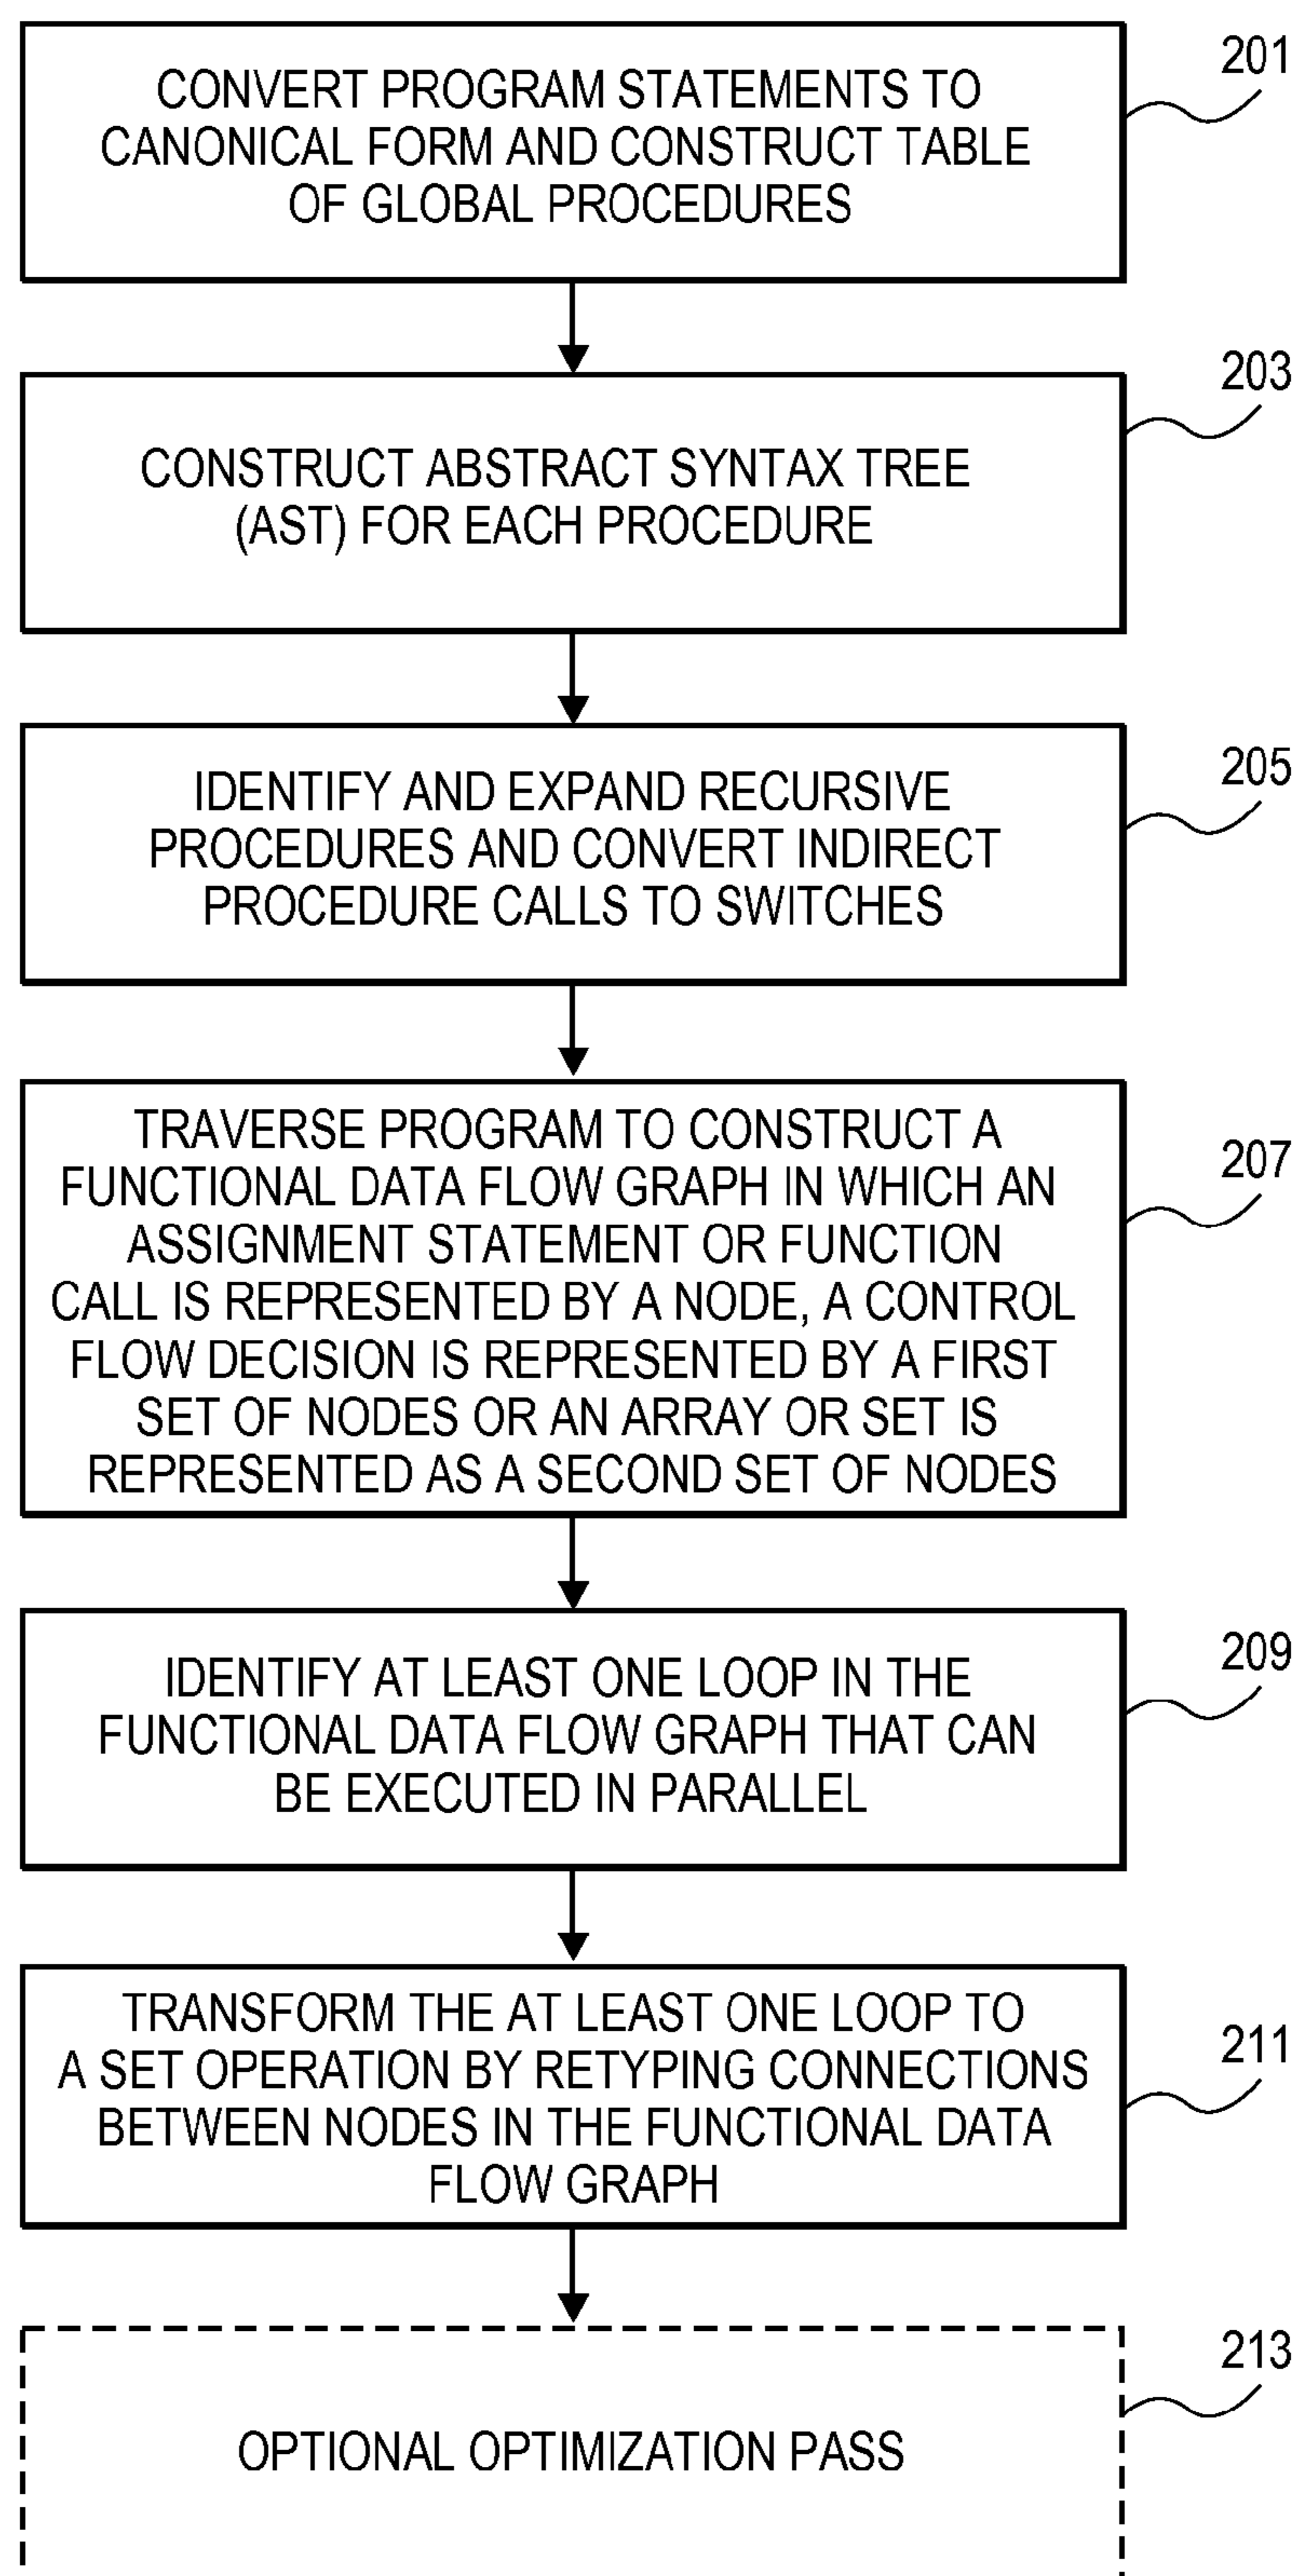 201
CONVERT PROGRAM STATEMENTS TO
CANONICAL FORM AND CONSTRUCT TABLE
OF GLOBAL PROCEDURES
203
CONSTRUCT ABSTRACT SYNTAX TREE
(AST) FOR EACH PROCEDURE
205
IDENTIFY AND EXPAND RECURSIVE
PROCEDURES AND CONVERT INDIRECT
PROCEDURE CALLS TO SWITCHES
207
TRAVERSE PROGRAM TO CONSTRUCT A
FUNCTIONAL DATA FLOW GRAPH IN WHICH AN
ASSIGNMENT STATEMENT OR FUNCTION
CALL IS REPRESENTED BY A NODE, A CONTROL
FLOW DECISION IS REPRESENTED BY A FIRST
SET OF NODES OR AN ARRAY OR SET IS
REPRESENTED AS A SECOND SET OF NODES
209
IDENTIFY AT LEAST ONE LOOP IN THE
FUNCTIONAL DATA FLOW GRAPH THAT CAN
BE EXECUTED IN PARALLEL
211
TRANSFORM THE AT LEAST ONE LOOP TO
A SET OPERATION BY RETYPING CONNECTIONS
BETWEEN NODES IN THE FUNCTIONAL DATA
FLOW GRAPH
213
OPTIONAL OPTIMIZATION PASS